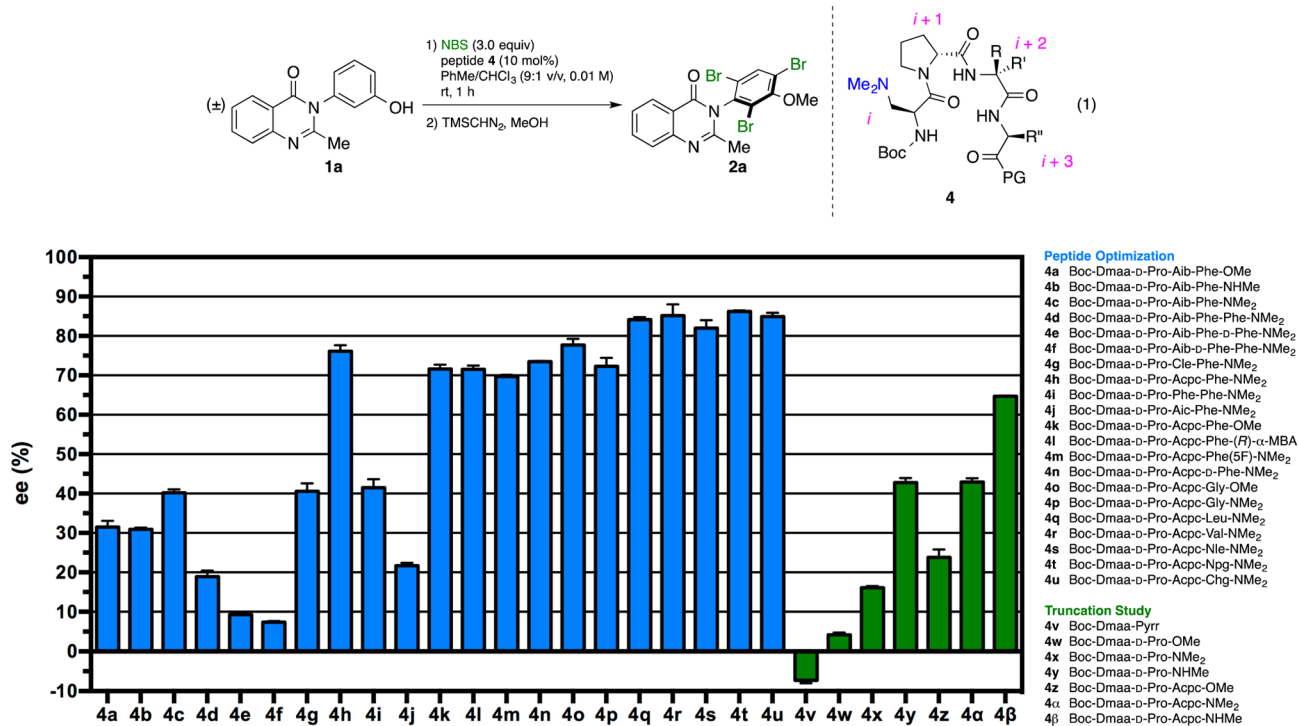 (±)
O
N
N
OH
Me
1a
1) NBS (3.0 equiv)
peptide 4 (10 mol%)
PhMe/CHCl3 (9:1 v/v, 0.01 M)
rt, 1 h
2) TMSCHN2, MeOH
Br
Br
O
N
OMe
Br
N
Me
2a
i + 1
O
R
i + 2
R'
Me2N
N
HN
O
O
(1)
i
NH
HN
R"
Boc
O
i + 3
PG
4
ee (%)
100
90
80
70
60
50
40
30
20
10
0
-10
4a 4b 4c 4d 4e 4f 4g 4h 4i 4j 4k 4l 4m 4n 4o 4p 4q 4r 4s 4t 4u 4v 4w 4x 4y 4z 4α 4β
Peptide Optimization
4a Boc-Dmaa-D-Pro-Aib-Phe-OMe
4b Boc-Dmaa-D-Pro-Aib-Phe-NHMe
4c Boc-Dmaa-D-Pro-Aib-Phe-NMe2
4d Boc-Dmaa-D-Pro-Aib-Phe-Phe-NMe2
4e Boc-Dmaa-D-Pro-Aib-Phe-D-Phe-NMe2
4f Boc-Dmaa-D-Pro-Aib-D-Phe-Phe-NMe2
4g Boc-Dmaa-D-Pro-Cle-Phe-NMe2
4h Boc-Dmaa-D-Pro-Acpc-Phe-NMe2
4i Boc-Dmaa-D-Pro-Phe-Phe-NMe2
4j Boc-Dmaa-D-Pro-Aic-Phe-NMe2
4k Boc-Dmaa-D-Pro-Acpc-Phe-OMe
4l Boc-Dmaa-D-Pro-Acpc-Phe-(R)-α-MBA
4m Boc-Dmaa-D-Pro-Acpc-Phe(5F)-NMe2
4n Boc-Dmaa-D-Pro-Acpc-D-Phe-NMe2
4o Boc-Dmaa-D-Pro-Acpc-Gly-OMe
4p Boc-Dmaa-D-Pro-Acpc-Gly-NMe2
4q Boc-Dmaa-D-Pro-Acpc-Leu-NMe2
4r Boc-Dmaa-D-Pro-Acpc-Val-NMe2
4s Boc-Dmaa-D-Pro-Acpc-Nle-NMe2
4t Boc-Dmaa-D-Pro-Acpc-Npg-NMe2
4u Boc-Dmaa-D-Pro-Acpc-Chg-NMe2
Truncation Study
4v Boc-Dmaa-Pyrr
4w Boc-Dmaa-D-Pro-OMe
4x Boc-Dmaa-D-Pro-NMe2
4y Boc-Dmaa-D-Pro-NHMe
4z Boc-Dmaa-D-Pro-Acpc-OMe
4α Boc-Dmaa-D-Pro-Acpc-NMe2
4β Boc-Dmaa-D-Pro-Acpc-NHMe